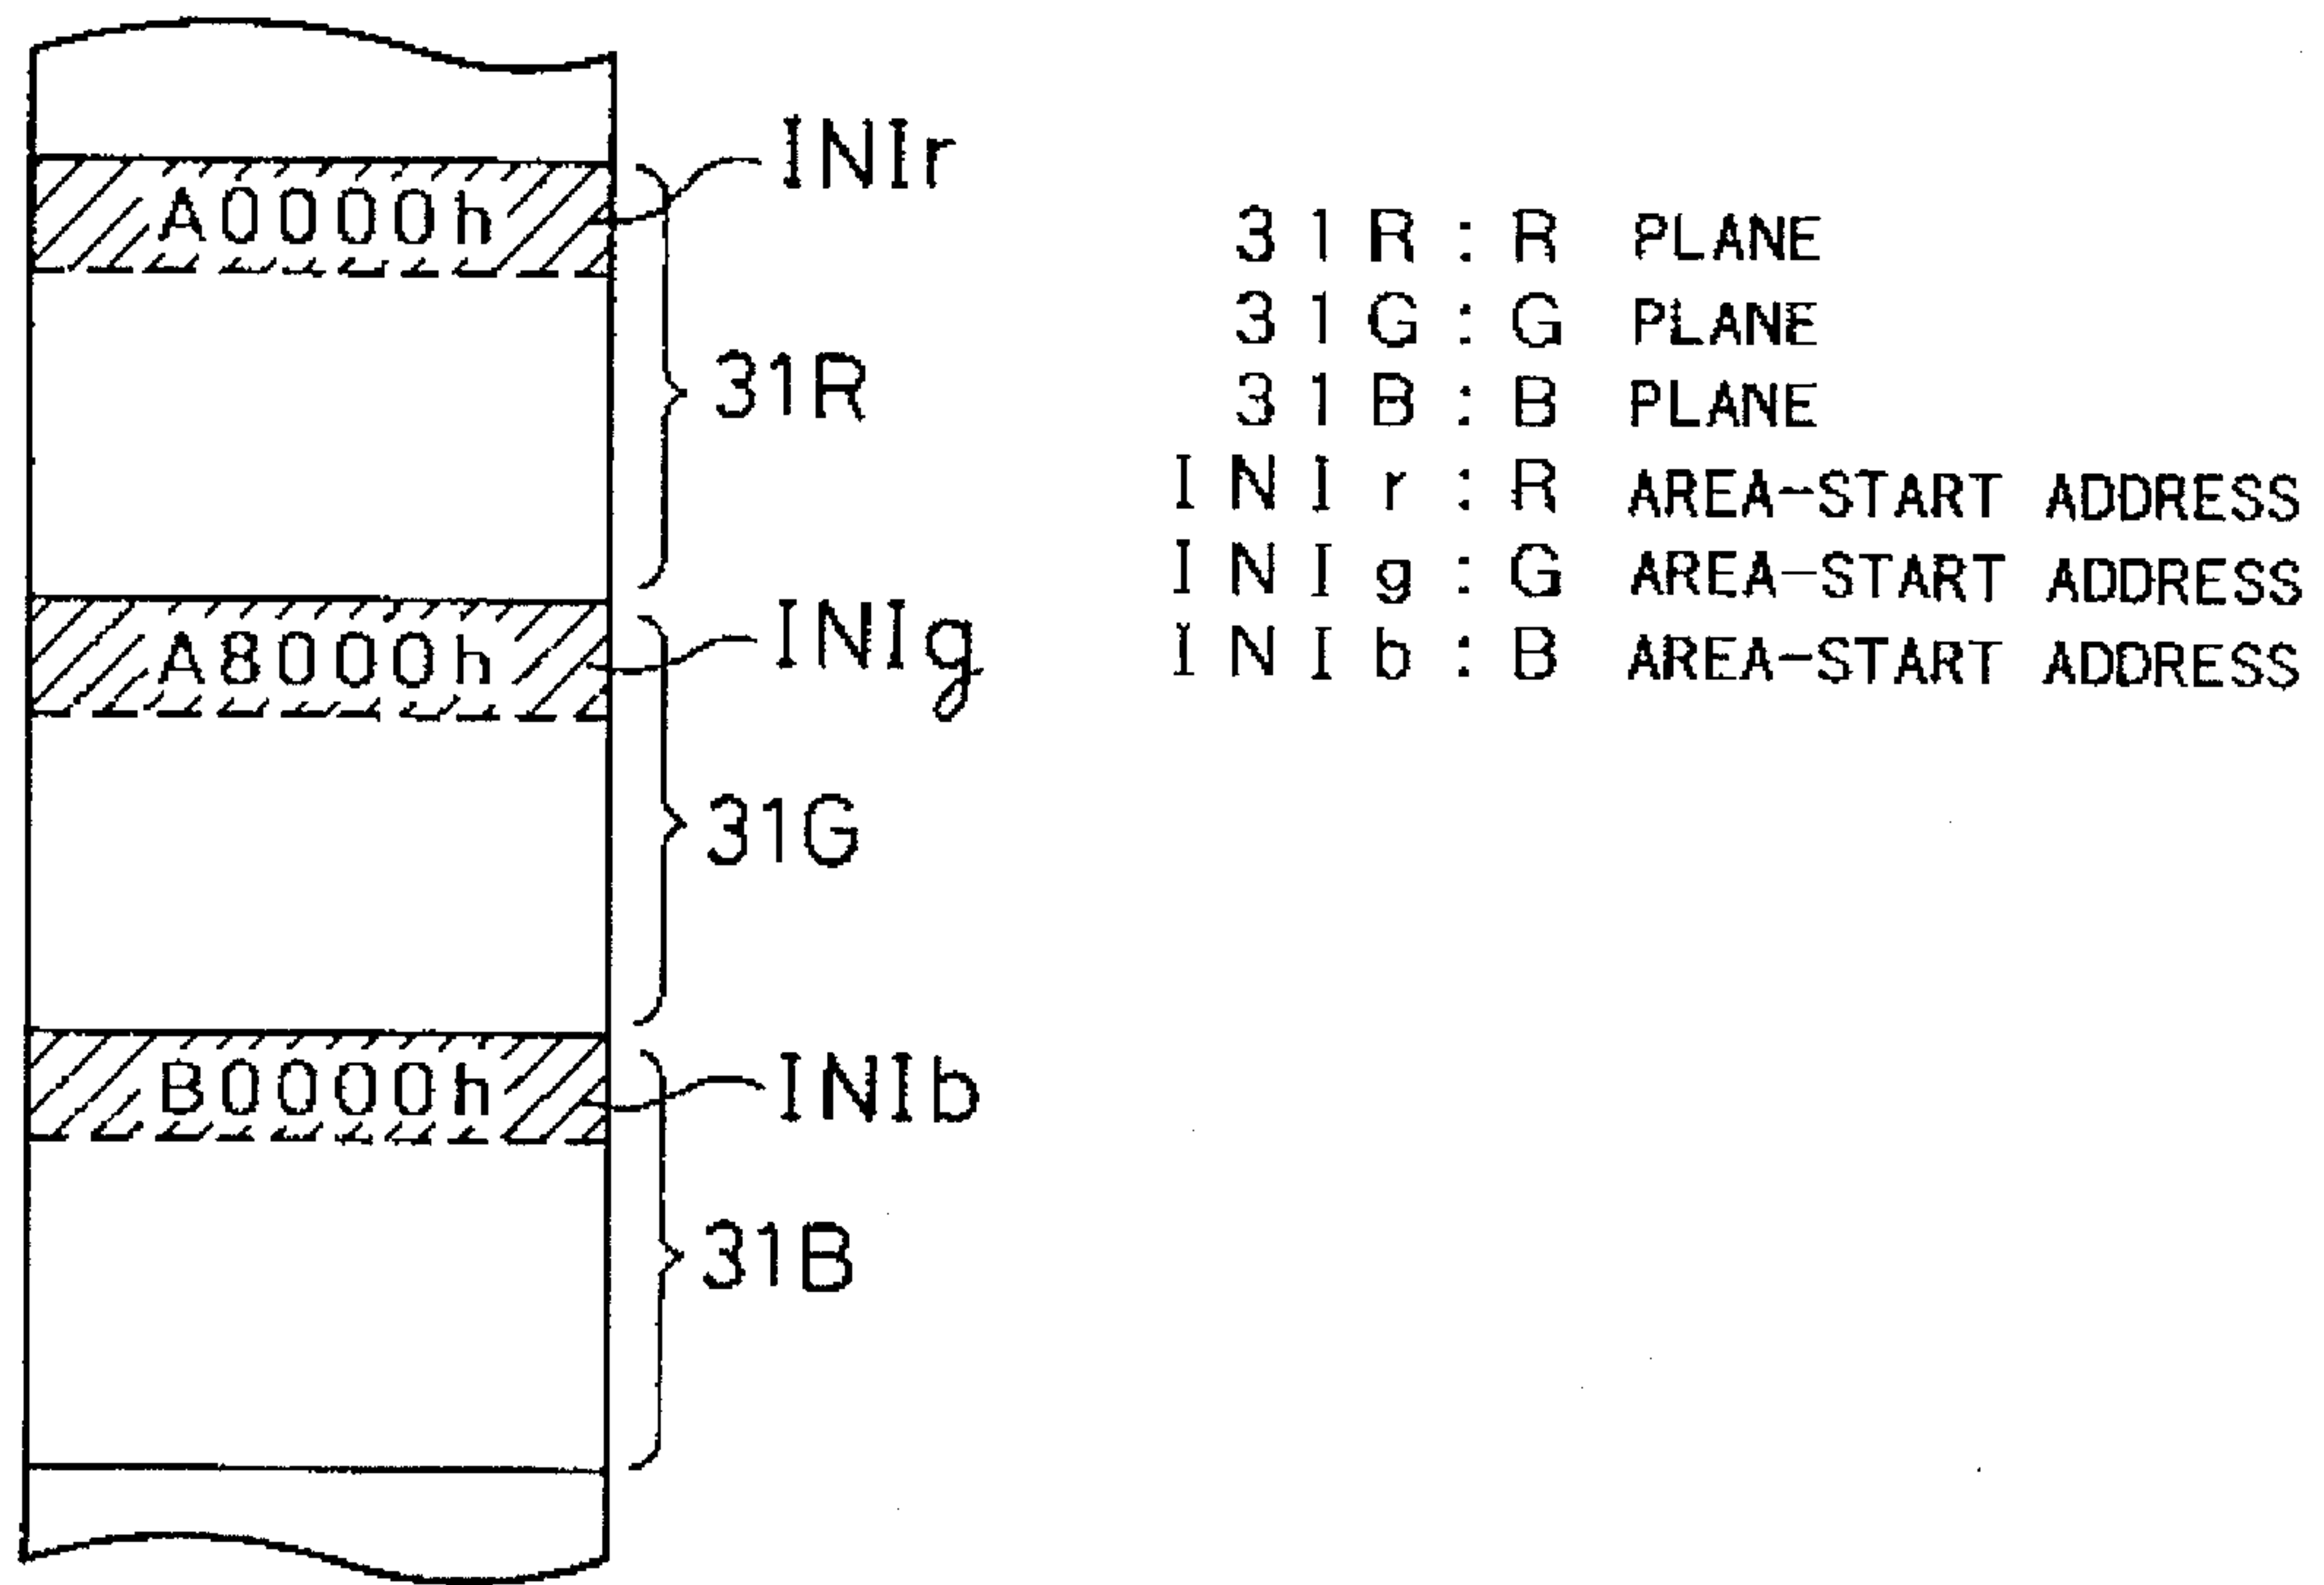 INIr
A0000h
31R
INIg
A8000h
31G
INIb
B0000h
31B
31R:R PLANE
31G:G PLANE
31B:B PLANE
INIr:R AREA-START ADDRESS
INIg:G AREA-START ADDRESS
INIb:B AREA-START ADDRESS